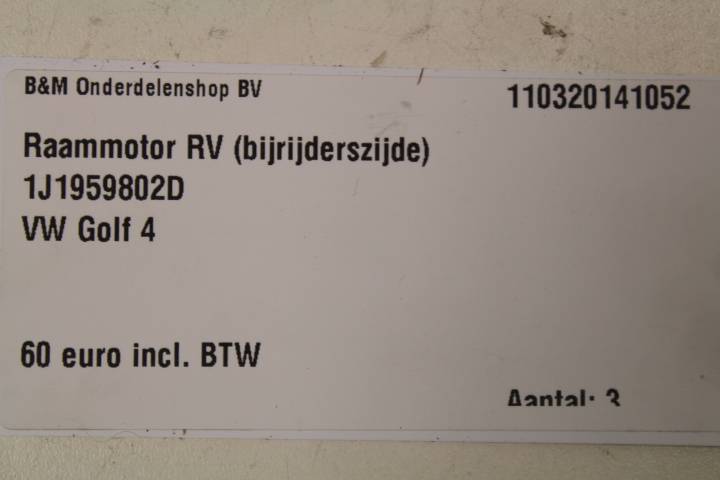 B&M Onderdelenshop BV
110320141052
Raammotor RV (bijrijderszijde)
1J1959802D
VW Golf 4
60 euro incl. BTW
Aantal: 3